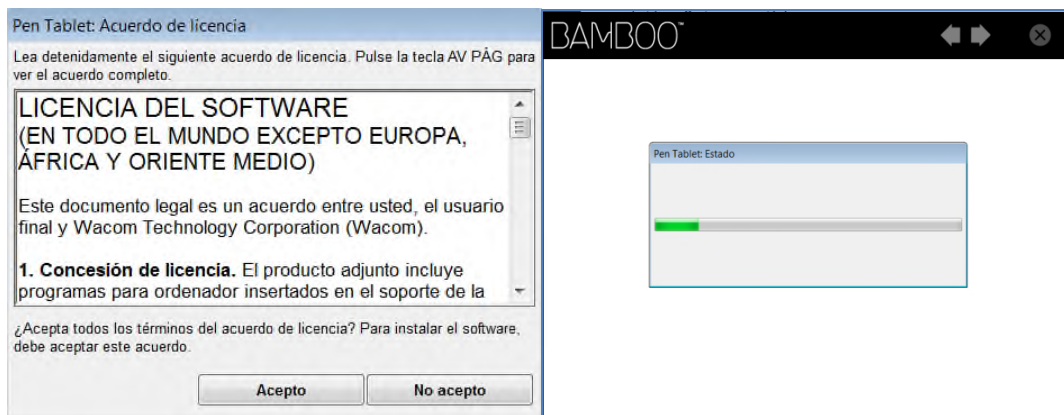 Pen Tablet: Acuerdo de licencia
Lea detenidamente el siguiente acuerdo de licencia. Pulse la tecla AV PÁG para
ver el acuerdo completo.
LICENCIA DEL SOFTWARE
(EN TODO EL MUNDO EXCEPTO EUROPA,
ÁFRICA Y ORIENTE MEDIO)
Este documento legal es un acuerdo entre usted, el usuario
final y Wacom Technology Corporation (Wacom).
1. Concesión de licencia. El producto adjunto incluye
programas para ordenador insertados en el soporte de la
¿Acepta todos los términos del acuerdo de licencia? Para instalar el software,
debe aceptar este acuerdo.
Acepto
No acepto
BAMBOO™
Pen Tablet: Estado